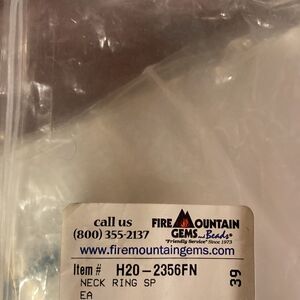 call us
(800) 355-2137
FIRE MOUNTAIN
GEMS and Beads®
"Friendly Service" Since 1973
www.firemountaingems.com
Item # H20-2356FN
NECK RING SP
EA
39